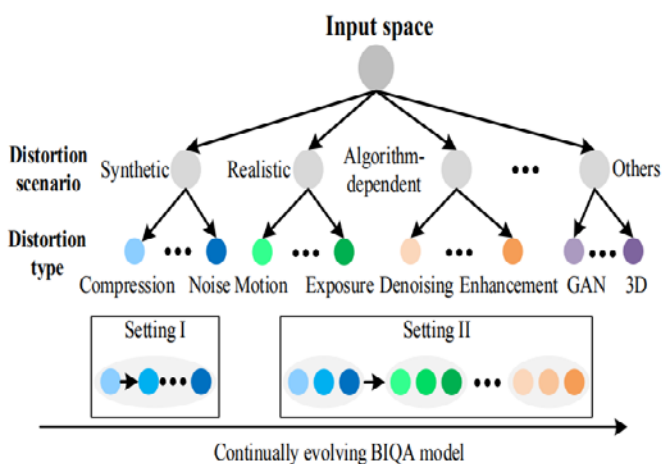 Input space
Distortion
scenario
Synthetic
Realistic
Algorithm-
dependent
Others
Distortion
type
Compression
Noise
Motion
Exposure
Denoising
Enhancement
GAN
3D
Setting I
Setting II
Continually evolving BIQA model